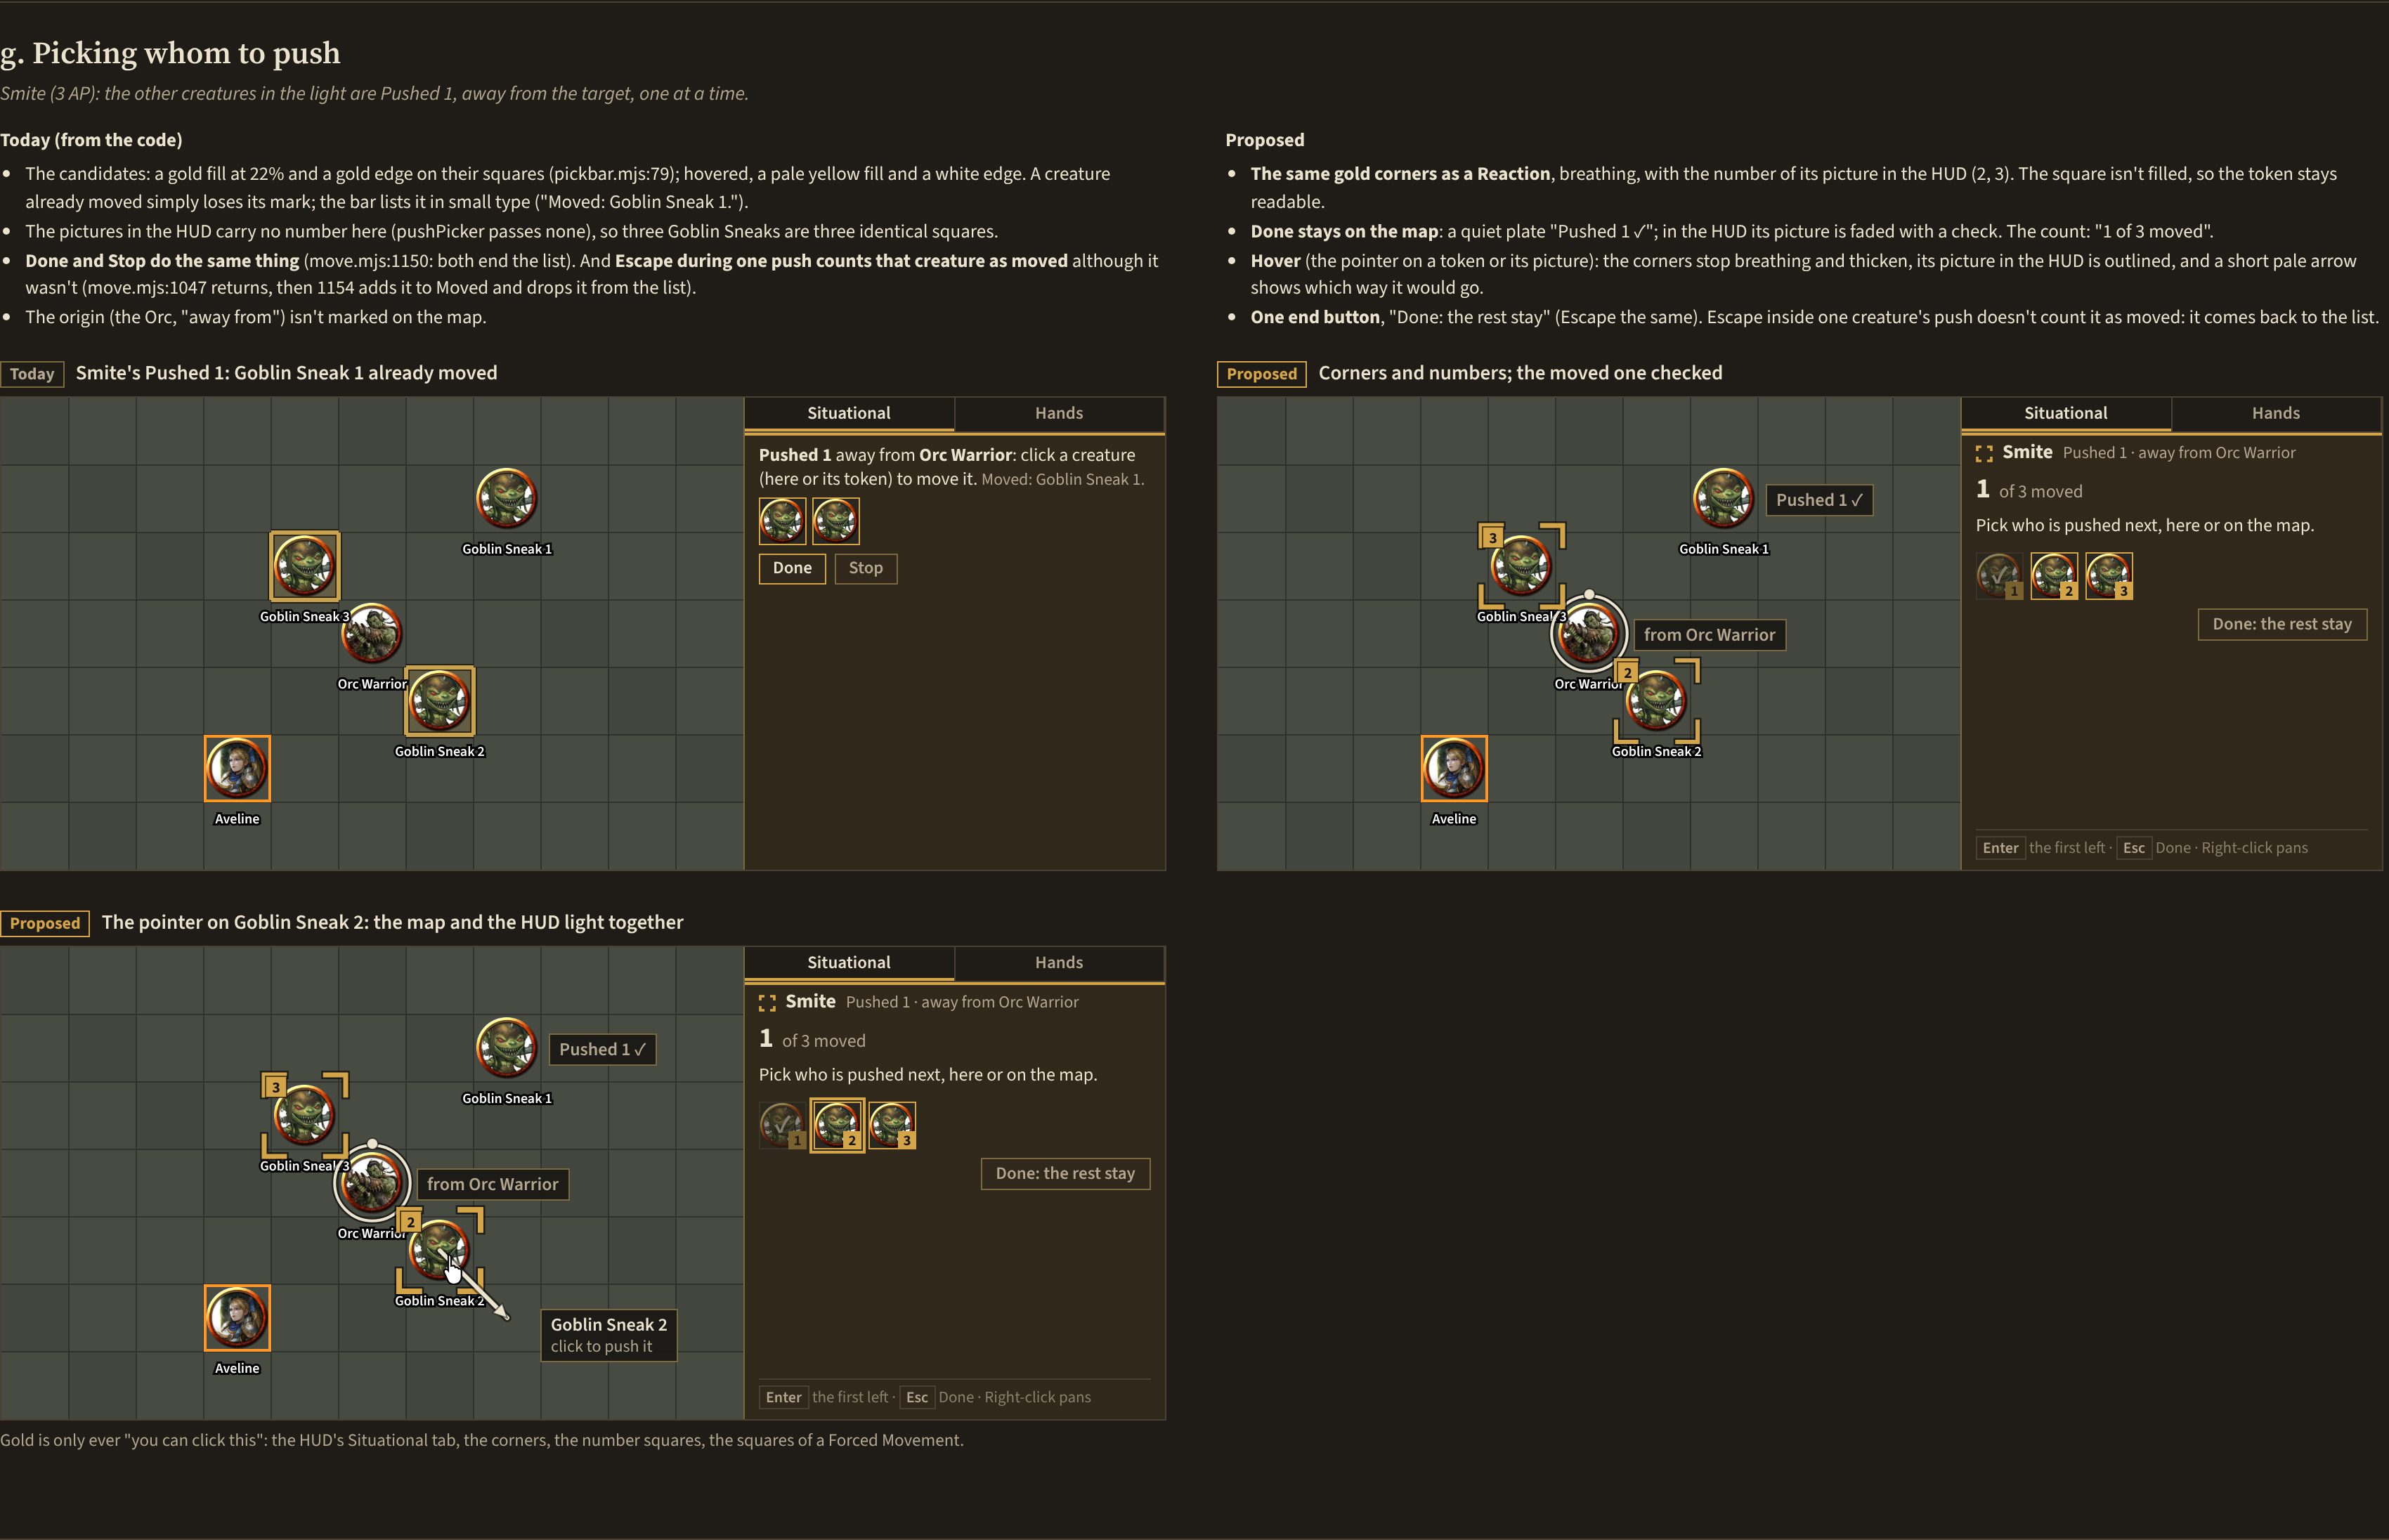 g. Picking whom to push
Smite (3 AP): the other creatures in the light are Pushed 1, away from the target, one at a time.
Today (from the code)
• The candidates: a gold fill at 22% and a gold edge on their squares (pickbar.mjs:79); hovered, a pale yellow fill and a white edge. A creature
already moved simply loses its mark; the bar lists it in small type ("Moved: Goblin Sneak 1.").
• The pictures in the HUD carry no number here (pushPicker passes none), so three Goblin Sneaks are three identical squares.
• Done and Stop do the same thing (move.mjs:1150: both end the list). And Escape during one push counts that creature as moved although it
wasn't (move.mjs:1047 returns, then 1154 adds it to Moved and drops it from the list).
• The origin (the Orc, "away from") isn't marked on the map.
Proposed
• The same gold corners as a Reaction, breathing, with the number of its picture in the HUD (2, 3). The square isn't filled, so the token stays
readable.
• Done stays on the map: a quiet plate "Pushed 1 ✓"; in the HUD its picture is faded with a check. The count: "1 of 3 moved".
• Hover (the pointer on a token or its picture): the corners stop breathing and thicken, its picture in the HUD is outlined, and a short pale arrow
shows which way it would go.
• One end button, "Done: the rest stay" (Escape the same). Escape inside one creature's push doesn't count it as moved: it comes back to the list.
Today Smite's Pushed 1: Goblin Sneak 1 already moved
Goblin Sneak 1
Goblin Sneak 3
Orc Warrior
Goblin Sneak 2
Aveline
Situational Hands
Pushed 1 away from Orc Warrior: click a creature
(here or its token) to move it. Moved: Goblin Sneak 1.
Done Stop
Proposed Corners and numbers; the moved one checked
Pushed 1 ✓
Goblin Sneak 1
3
Goblin Sneak 3
from Orc Warrior
Orc Warrior
2
Goblin Sneak 2
Aveline
Situational Hands
Smite Pushed 1 · away from Orc Warrior
1 of 3 moved
Pick who is pushed next, here or on the map.
✓ 1 2 3
Done: the rest stay
Enter the first left · Esc Done · Right-click pans
Proposed The pointer on Goblin Sneak 2: the map and the HUD light together
Pushed 1 ✓
Goblin Sneak 1
3
Goblin Sneak 3
from Orc Warrior
Orc Warrior
2
Goblin Sneak 2
Goblin Sneak 2
click to push it
Aveline
Situational Hands
Smite Pushed 1 · away from Orc Warrior
1 of 3 moved
Pick who is pushed next, here or on the map.
✓ 1 2 3
Done: the rest stay
Enter the first left · Esc Done · Right-click pans
Gold is only ever "you can click this": the HUD's Situational tab, the corners, the number squares, the squares of a Forced Movement.